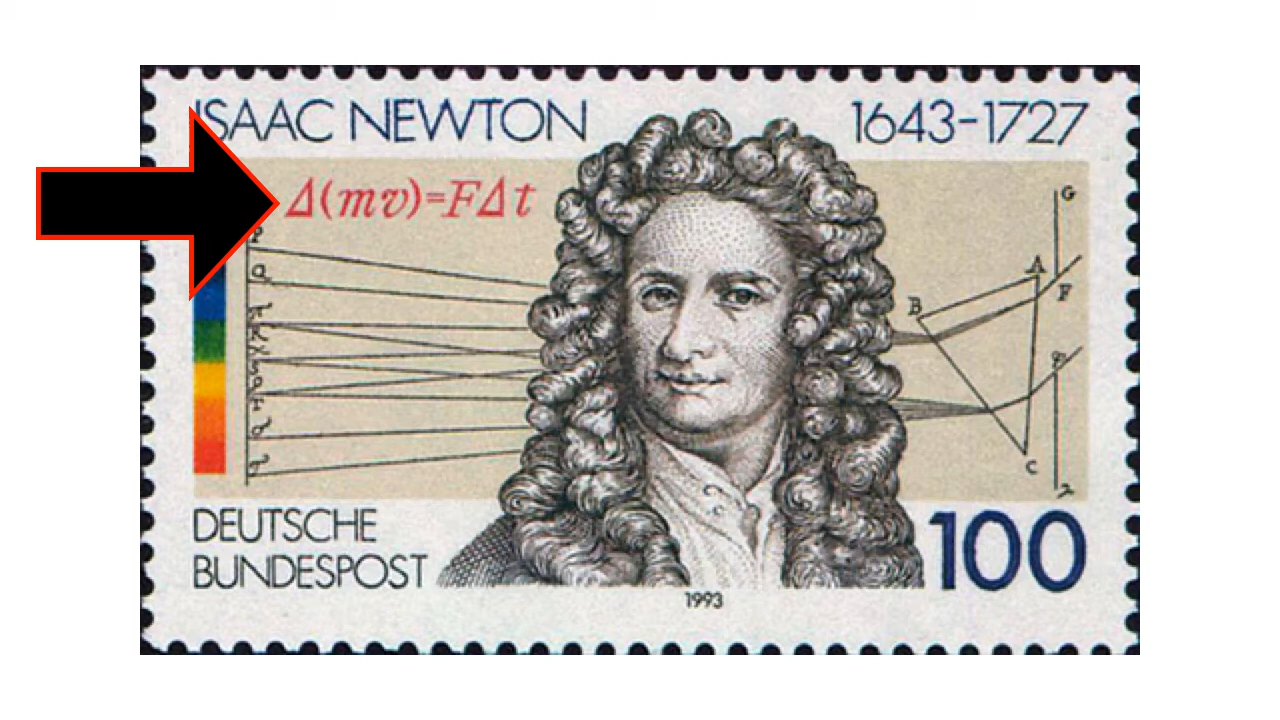 ISAAC NEWTON
1643-1727
Δ(mv)=FΔt
G
A
F
B
C
DEUTSCHE
BUNDESPOST
100
1993